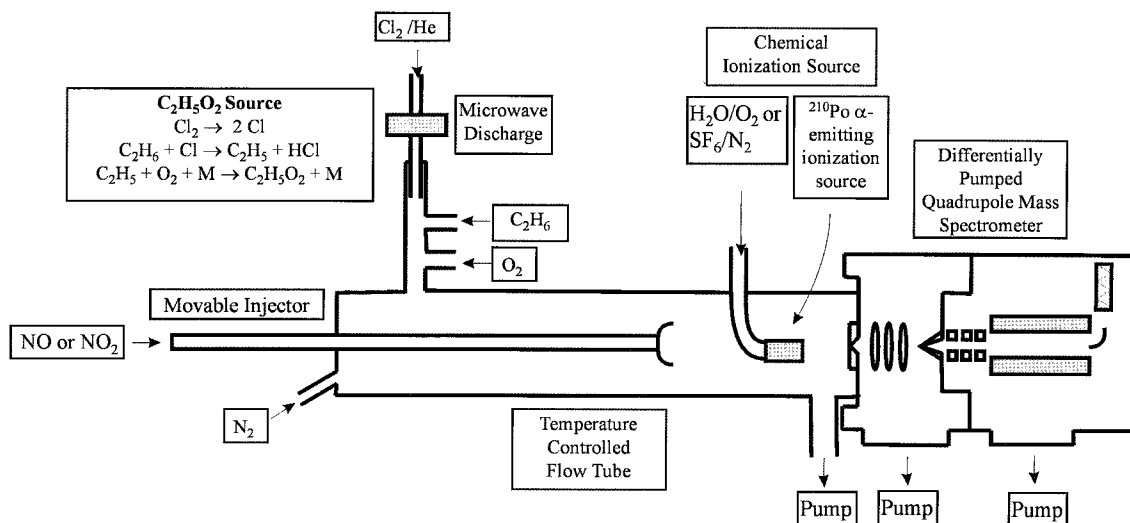 Cl₂ /He
C₂H₅O₂ Source
Cl₂ → 2 Cl
C₂H₆ + Cl → C₂H₅ + HCl
C₂H₅ + O₂ + M → C₂H₅O₂ + M
Microwave
Discharge
Chemical
Ionization Source
H₂O/O₂ or
SF₆/N₂
²¹⁰Po α-
emitting
ionization
source
Differentially
Pumped
Quadrupole Mass
Spectrometer
C₂H₆
O₂
Movable Injector
NO or NO₂
N₂
Temperature
Controlled
Flow Tube
Pump
Pump
Pump